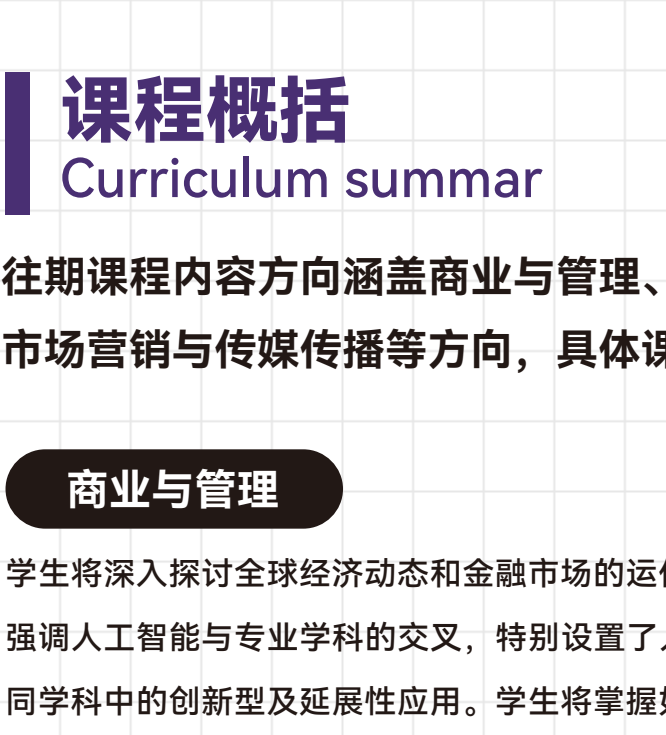 课程概括
Curriculum summar
往期课程内容方向涵盖商业与管理、
市场营销与传媒传播等方向，具体课
商业与管理
学生将深入探讨全球经济动态和金融市场的运作
强调人工智能与专业学科的交叉，特别设置了人
同学科中的创新型及延展性应用。学生将掌握如